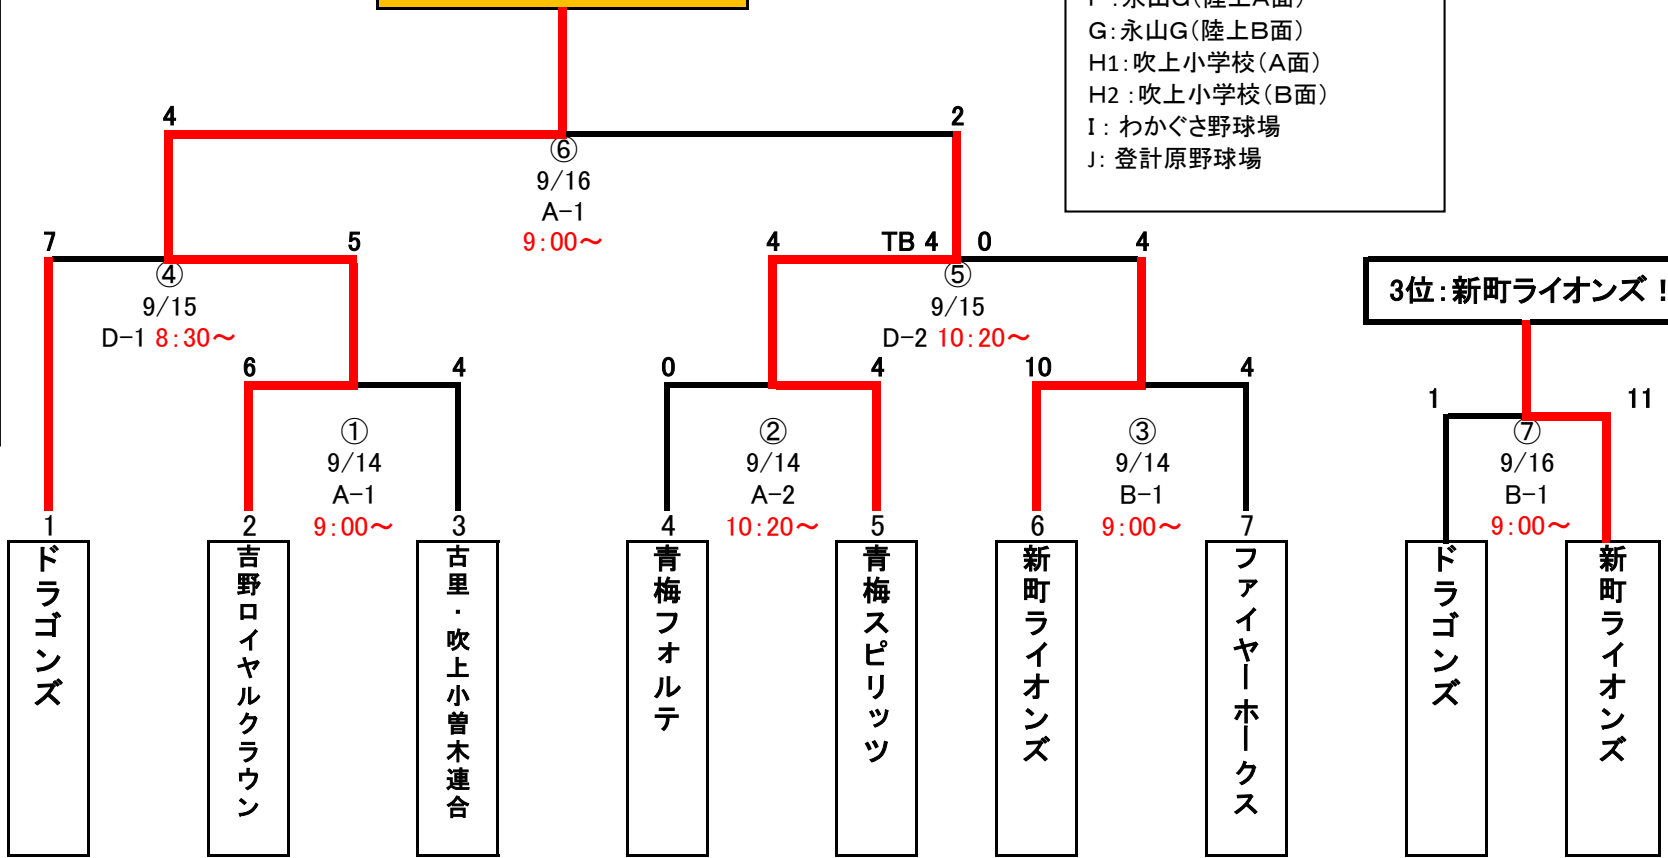 G：永山G（陸上B面）
H1：吹上小学校（A面）
H2：吹上小学校（B面）
I：わかぐさ野球場
J：登計原野球場
4
2
⑥
9/16
A-1
9:00～
7
5
4
TB 4
0
4
④
9/15
D-1 8:30～
⑤
9/15
D-2 10:20～
3位：新町ライオンズ！
6
4
0
4
10
4
1
11
①
9/14
A-1
9:00～
②
9/14
A-2
10:20～
③
9/14
B-1
9:00～
⑦
9/16
B-1
9:00～
1
2
3
4
5
6
7
ドラゴンズ
吉野ロイヤルクラウン
古里・吹上小曽木連合
青梅フォルテ
青梅スピリッツ
新町ライオンズ
ファイヤーホークス
ドラゴンズ
新町ライオンズ